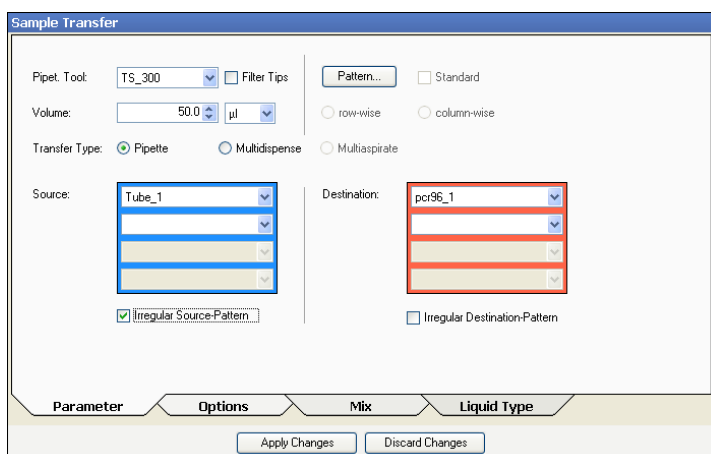 Sample Transfer
Pipet. Tool: TS_300 Filter Tips Pattern... Standard
Volume: 50.0 µl row-wise column-wise
Transfer Type: Pipette Multidispense Multiaspirate
Source: Tube_1 Destination: pcr96_1
Irregular Source-Pattern Irregular Destination-Pattern
Parameter Options Mix Liquid Type
Apply Changes Discard Changes